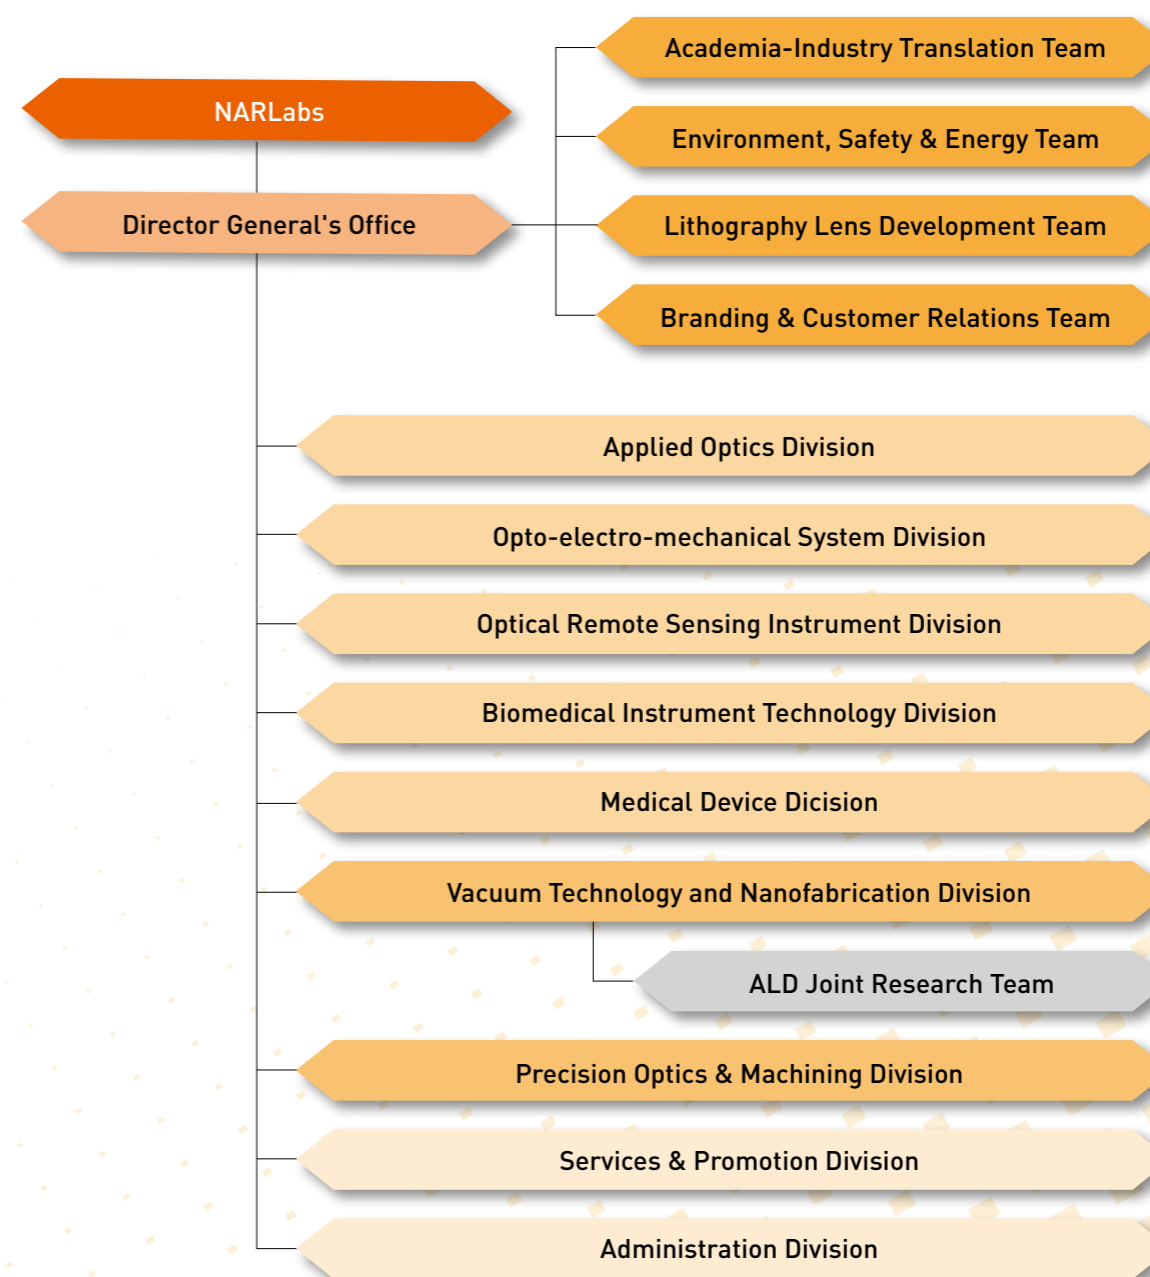 NARLabs
Director General's Office
Academia-Industry Translation Team
Environment, Safety & Energy Team
Lithography Lens Development Team
Branding & Customer Relations Team
Applied Optics Division
Opto-electro-mechanical System Division
Optical Remote Sensing Instrument Division
Biomedical Instrument Technology Division
Medical Device Dicision
Vacuum Technology and Nanofabrication Division
ALD Joint Research Team
Precision Optics & Machining Division
Services & Promotion Division
Administration Division